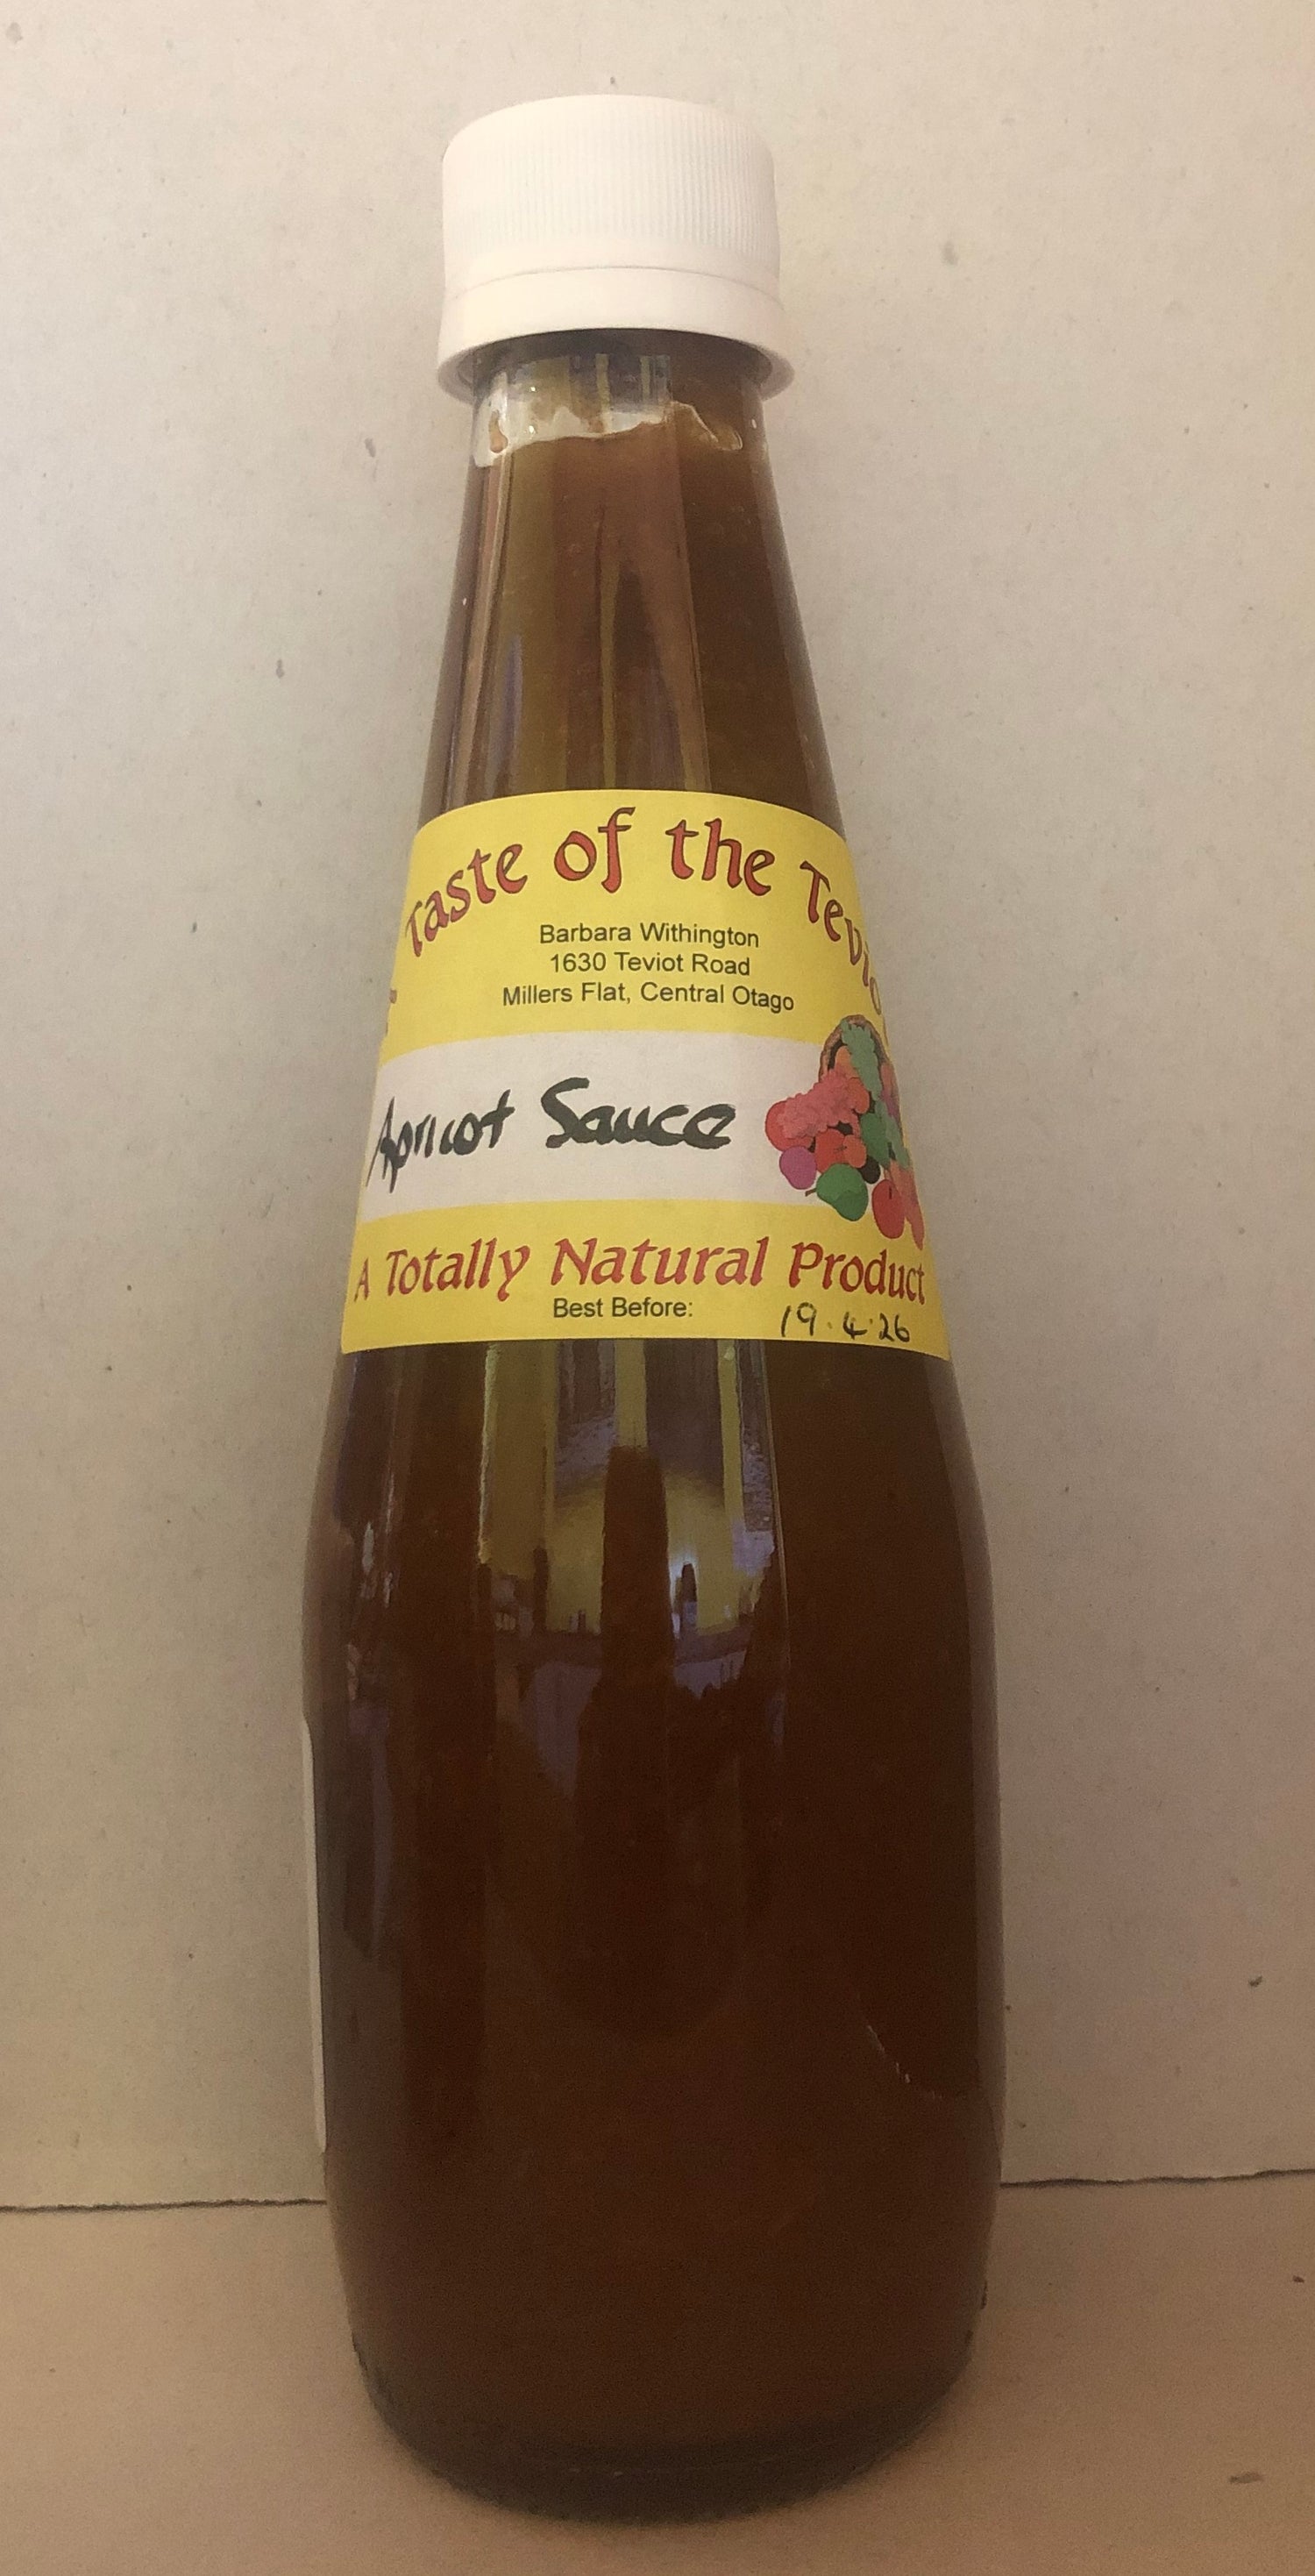 Taste of the Teviot
Barbara Withington
1630 Teviot Road
Millers Flat, Central Otago
Apricot Sauce
A Totally Natural Product
Best Before: 19.4.26